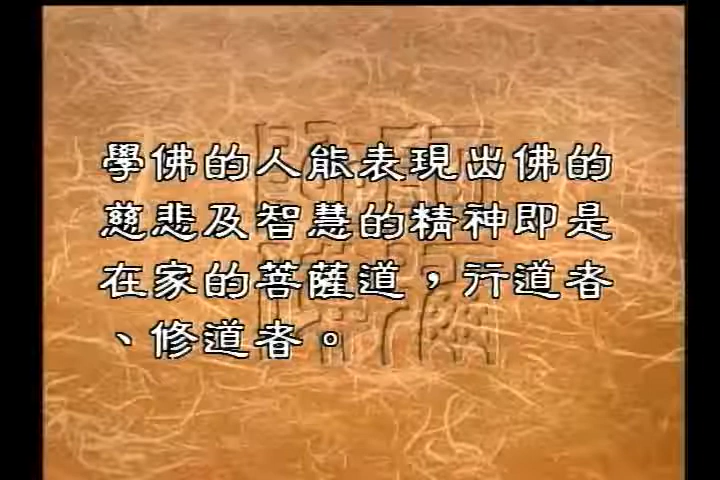 學佛的人能表現出佛的
慈悲及智慧的精神即是
在家的菩薩道，行道者
、修道者。